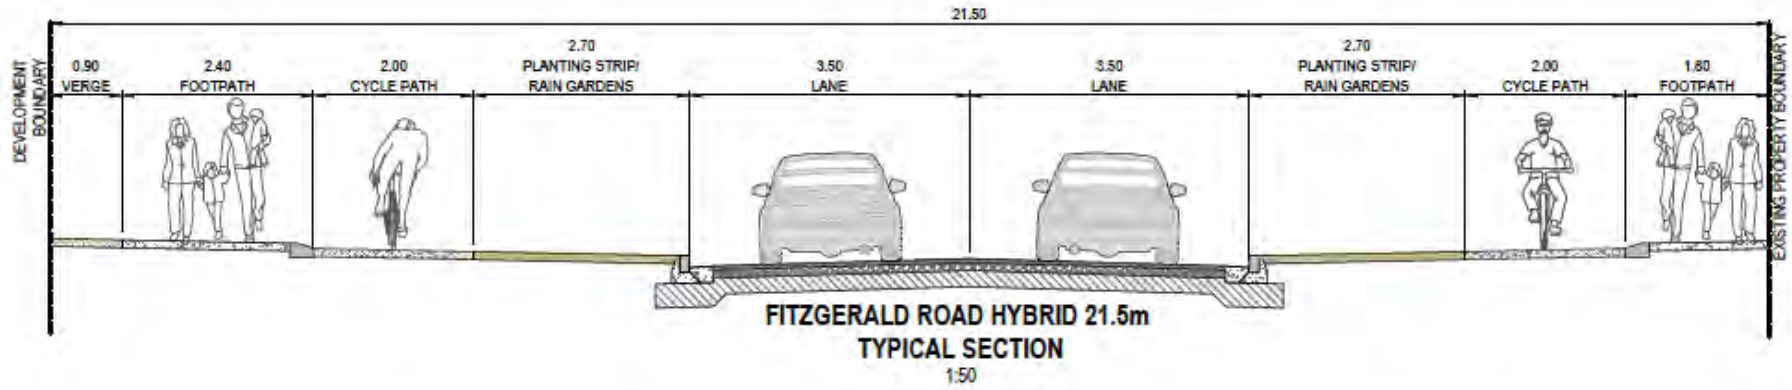 21.50
DEVELOPMENT
BOUNDARY
0.90
VERGE
2.40
FOOTPATH
2.00
CYCLE PATH
2.70
PLANTING STRIP/
RAIN GARDENS
3.50
LANE
3.50
LANE
2.70
PLANTING STRIP/
RAIN GARDENS
2.00
CYCLE PATH
1.60
FOOTPATH
EXISTING PROPERTY BOUNDARY
FITZGERALD ROAD HYBRID 21.5m
TYPICAL SECTION
1:50